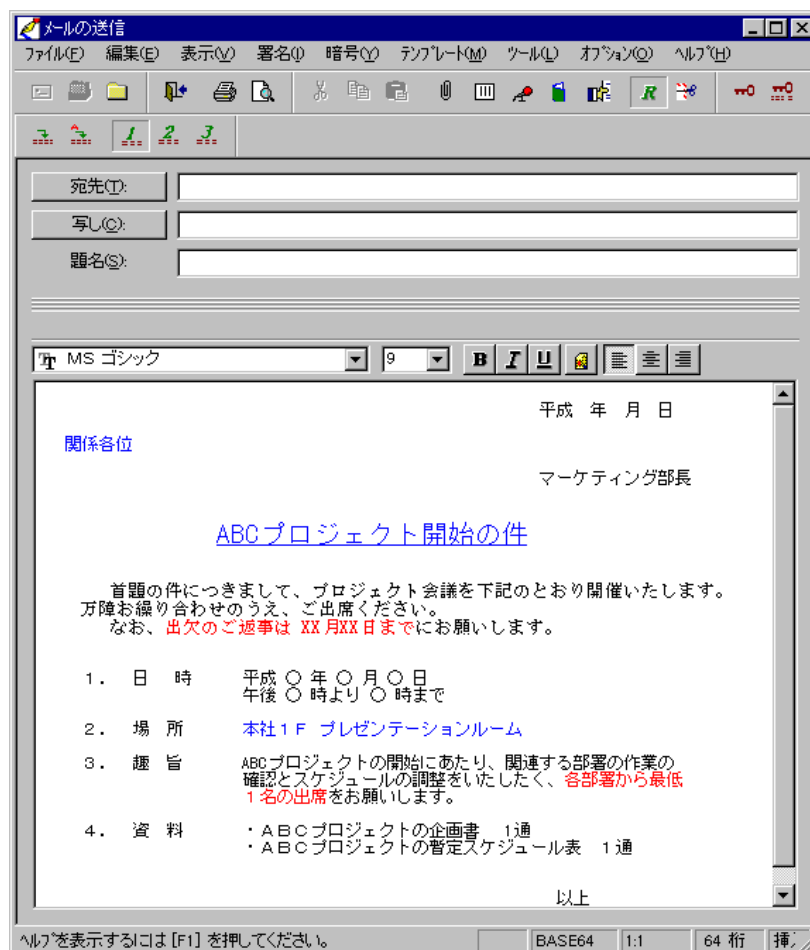 メールの送信
ファイル(F) 編集(E) 表示(V) 署名(I) 暗号(Y) テンプレート(M) ツール(L) オプション(O) ヘルプ(H)
R
1 2 3
宛先(T):
写し(C):
題名(S):
MS ゴシック 9 B I U
平成 年 月 日
関係各位
マーケティング部長
ABCプロジェクト開始の件
首題の件につきまして、プロジェクト会議を下記のとおり開催いたします。
万障お繰り合わせのうえ、ご出席ください。
なお、出欠のご返事は XX月XX日までにお願いします。
1. 日 時 平成 ○ 年 ○ 月 ○ 日
午後 ○ 時より ○ 時まで
2. 場 所 本社1F プレゼンテーションルーム
3. 趣 旨 ABCプロジェクトの開始にあたり、関連する部署の作業の
確認とスケジュールの調整をいたしたく、各部署から最低
1名の出席をお願いします。
4. 資 料 ・ABCプロジェクトの企画書 1通
・ABCプロジェクトの暫定スケジュール表 1通
以上
ヘルプを表示するには [F1] を押してください。 BASE64 1:1 64 桁 挿